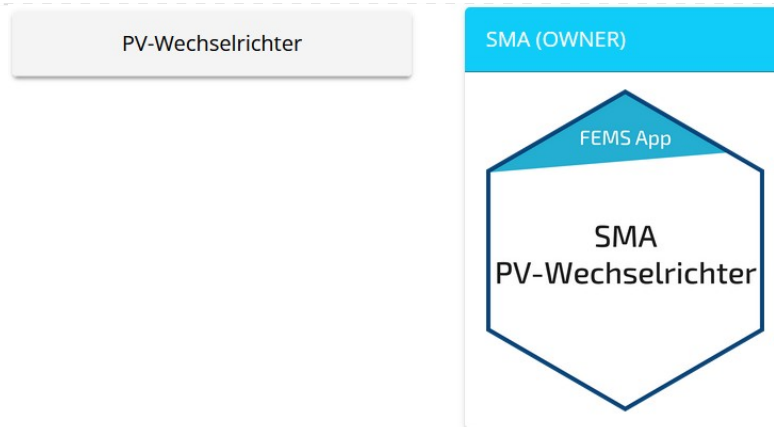 PV-Wechselrichter
SMA (OWNER)
FEMS App
SMA
PV-Wechselrichter